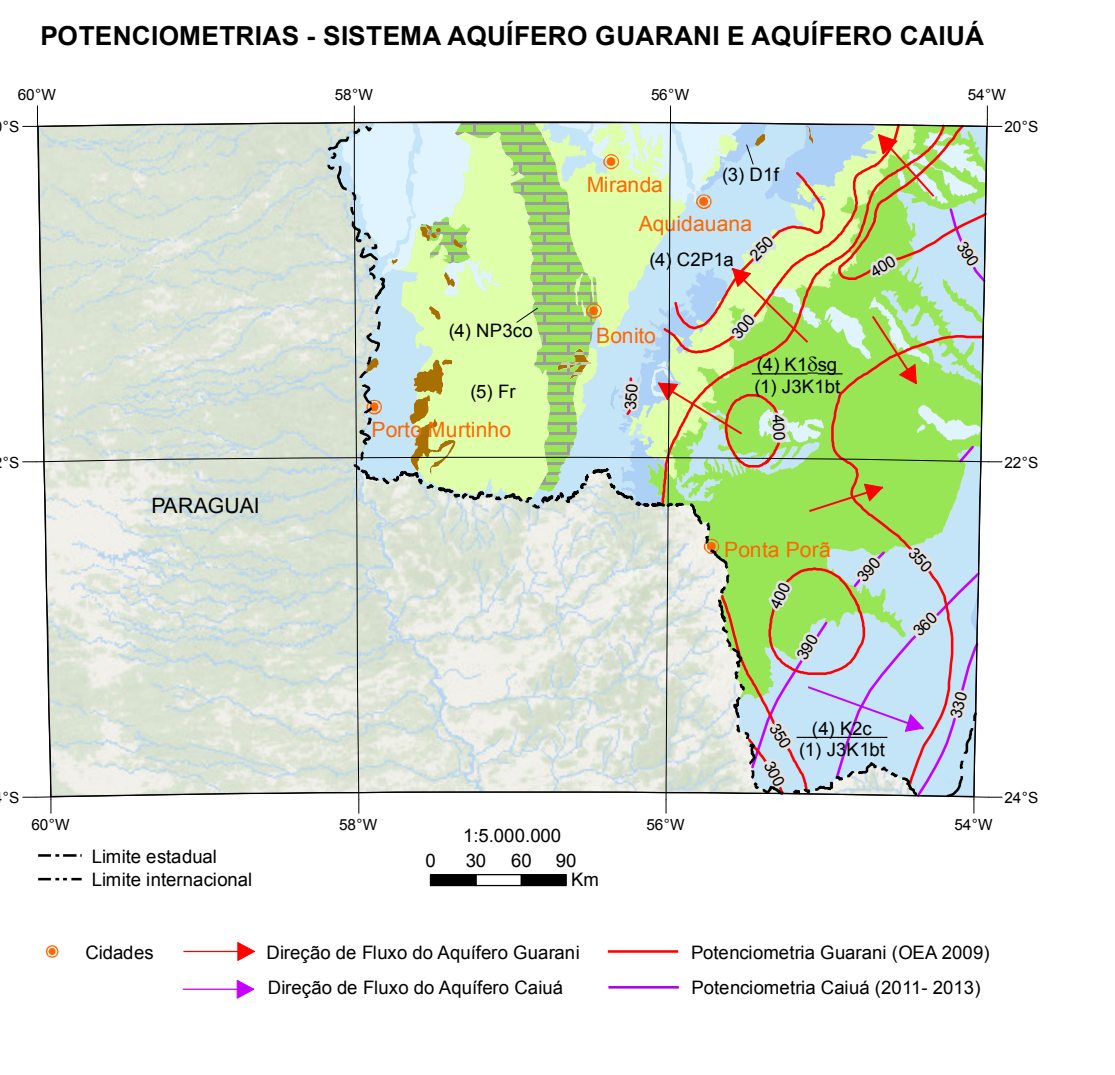 POTENCIOMETRIAS - SISTEMA AQUÍFERO GUARANI E AQUÍFERO CAIUÁ
60°W
58°W
56°W
54°W
0°S
20°S
(3) D1f
Miranda
Aquidauana
250
390
(4) C2P1a
400
300
(4) NP3co
Bonito
(4) K1δsg
(1) J3K1bt
350
(5) Fr
400
Porto Murtinho
2°S
22°S
PARAGUAI
Ponta Porã
350
390
400
360
390
330
350
(4) K2c
(1) J3K1bt
300
4°S
24°S
60°W
58°W
56°W
54°W
1:5.000.000
0 30 60 90
Km
Limite estadual
Limite internacional
Cidades
Direção de Fluxo do Aquífero Guarani
Potenciometria Guarani (OEA 2009)
Direção de Fluxo do Aquífero Caiuá
Potenciometria Caiuá (2011- 2013)